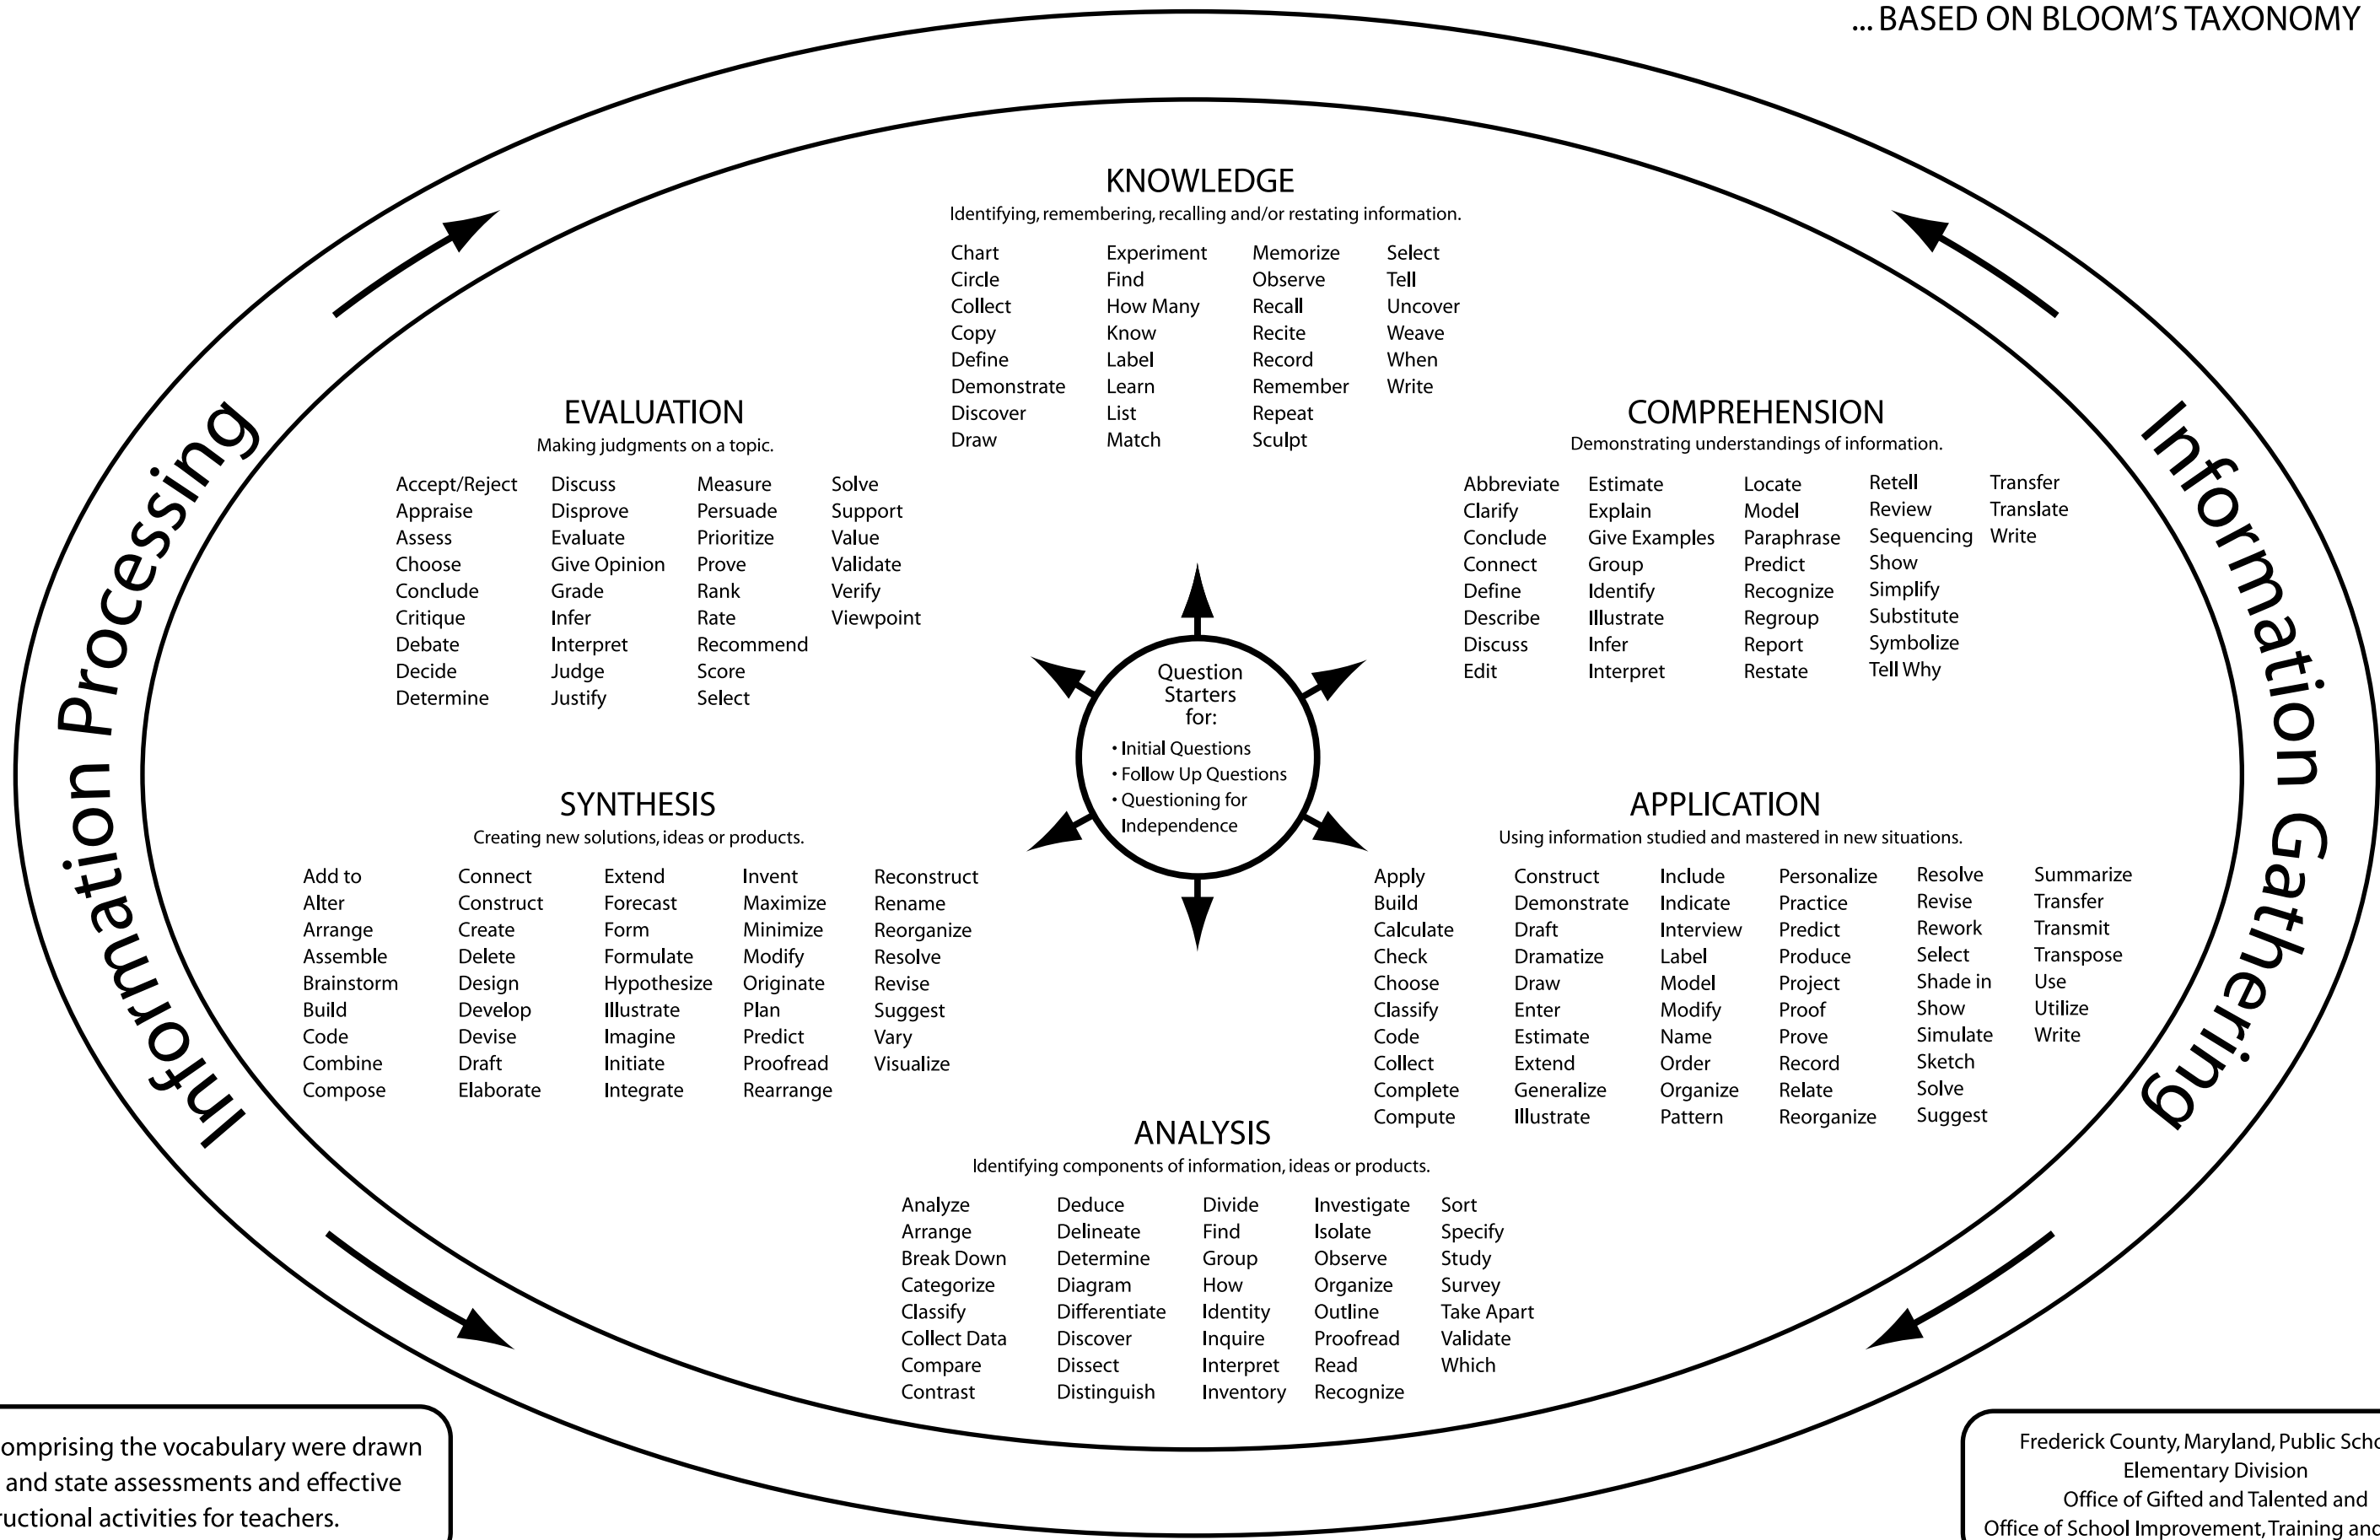 ... BASED ON BLOOM'S TAXONOMY
KNOWLEDGE
Identifying, remembering, recalling and/or restating information.
Chart Experiment Memorize Select
Circle Find Observe Tell
Collect How Many Recall Uncover
Copy Know Recite Weave
Define Label Record When
Demonstrate Learn Remember Write
Discover List Repeat
Draw Match Sculpt
EVALUATION
Making judgments on a topic.
Accept/Reject Discuss Measure Solve
Appraise Disprove Persuade Support
Assess Evaluate Prioritize Value
Choose Give Opinion Prove Validate
Conclude Grade Rank Verify
Critique Infer Rate Viewpoint
Debate Interpret Recommend
Decide Judge Score
Determine Justify Select
COMPREHENSION
Demonstrating understandings of information.
Abbreviate Estimate Locate Retell Transfer
Clarify Explain Model Review Translate
Conclude Give Examples Paraphrase Sequencing Write
Connect Group Predict Show
Define Identify Recognize Simplify
Describe Illustrate Regroup Substitute
Discuss Infer Report Symbolize
Edit Interpret Restate Tell Why
Information Processing
Information Gathering
Question
Starters
for:
• Initial Questions
• Follow Up Questions
• Questioning for
Independence
SYNTHESIS
Creating new solutions, ideas or products.
Add to Connect Extend Invent Reconstruct
Alter Construct Forecast Maximize Rename
Arrange Create Form Minimize Reorganize
Assemble Delete Formulate Modify Resolve
Brainstorm Design Hypothesize Originate Revise
Build Develop Illustrate Plan Suggest
Code Devise Imagine Predict Vary
Combine Draft Initiate Proofread Visualize
Compose Elaborate Integrate Rearrange
APPLICATION
Using information studied and mastered in new situations.
Apply Construct Include Personalize Resolve Summarize
Build Demonstrate Indicate Practice Revise Transfer
Calculate Draft Interview Predict Rework Transmit
Check Dramatize Label Produce Select Transpose
Choose Draw Model Project Shade in Use
Classify Enter Modify Proof Show Utilize
Code Estimate Name Prove Simulate Write
Collect Extend Order Record Sketch
Complete Generalize Organize Relate Solve
Compute Illustrate Pattern Reorganize Suggest
ANALYSIS
Identifying components of information, ideas or products.
Analyze Deduce Divide Investigate Sort
Arrange Delineate Find Isolate Specify
Break Down Determine Group Observe Study
Categorize Diagram How Organize Survey
Classify Differentiate Identity Outline Take Apart
Collect Data Discover Inquire Proofread Validate
Compare Dissect Interpret Read Which
Contrast Distinguish Inventory Recognize
omprising the vocabulary were drawn
and state assessments and effective
uctional activities for teachers.
Frederick County, Maryland, Public Scho
Elementary Division
Office of Gifted and Talented and
Office of School Improvement, Training and